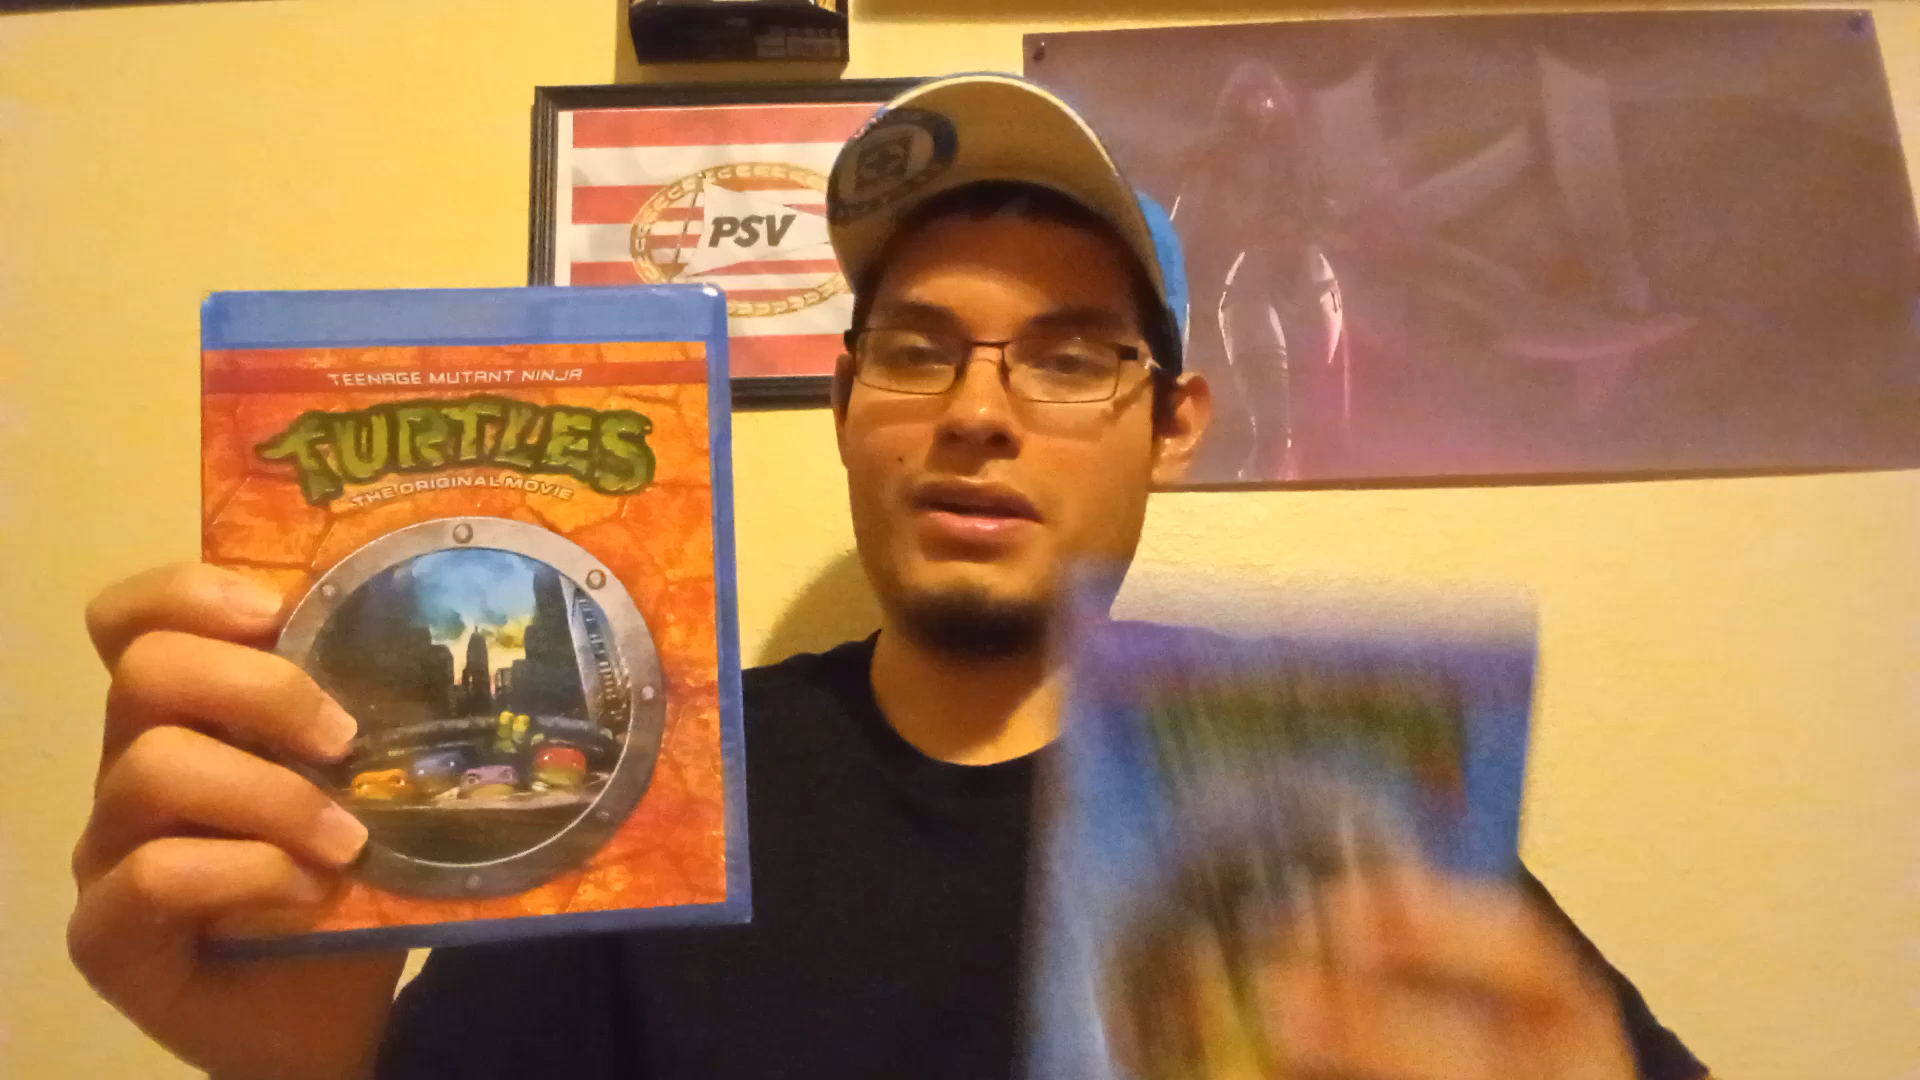 PSV
TEENAGE MUTANT NINJA
TURTLES
THE ORIGINAL MOVIE